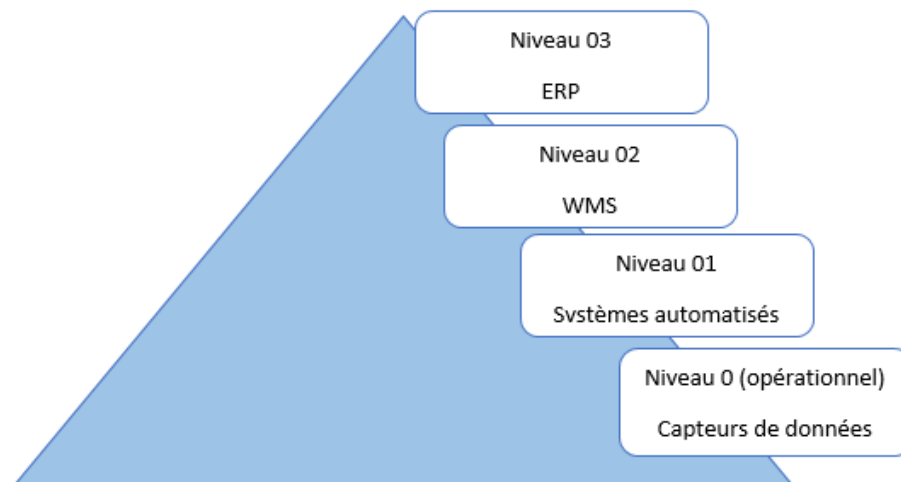 Niveau 03
ERP
Niveau 02
WMS
Niveau 01
Systèmes automatisés
Niveau 0 (opérationnel)
Capteurs de données